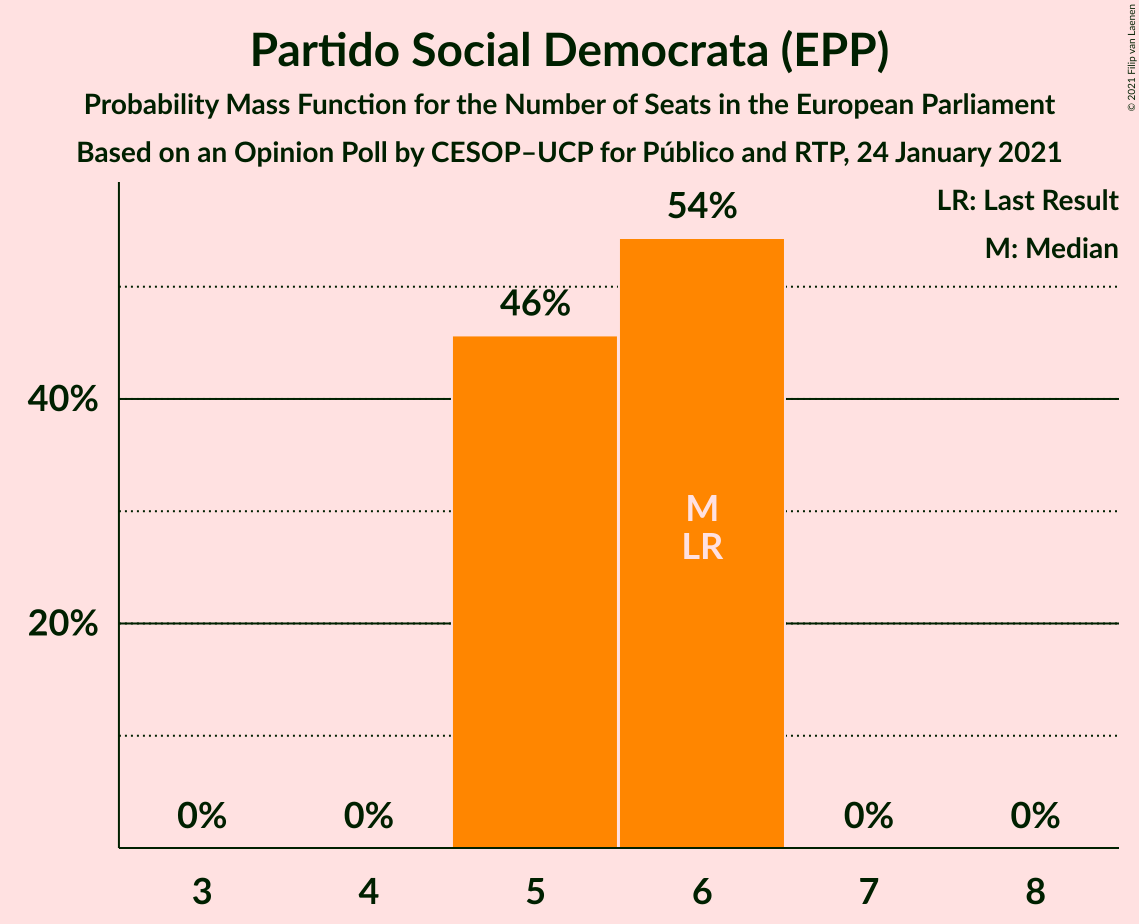 Partido Social Democrata (EPP)
Probability Mass Function for the Number of Seats in the European Parliament
Based on an Opinion Poll by CESOP–UCP for Público and RTP, 24 January 2021
© 2021 Filip van Laenen
LR: Last Result
M: Median
54%
46%
40%
20%
M
LR
0%
0%
0%
0%
3
4
5
6
7
8